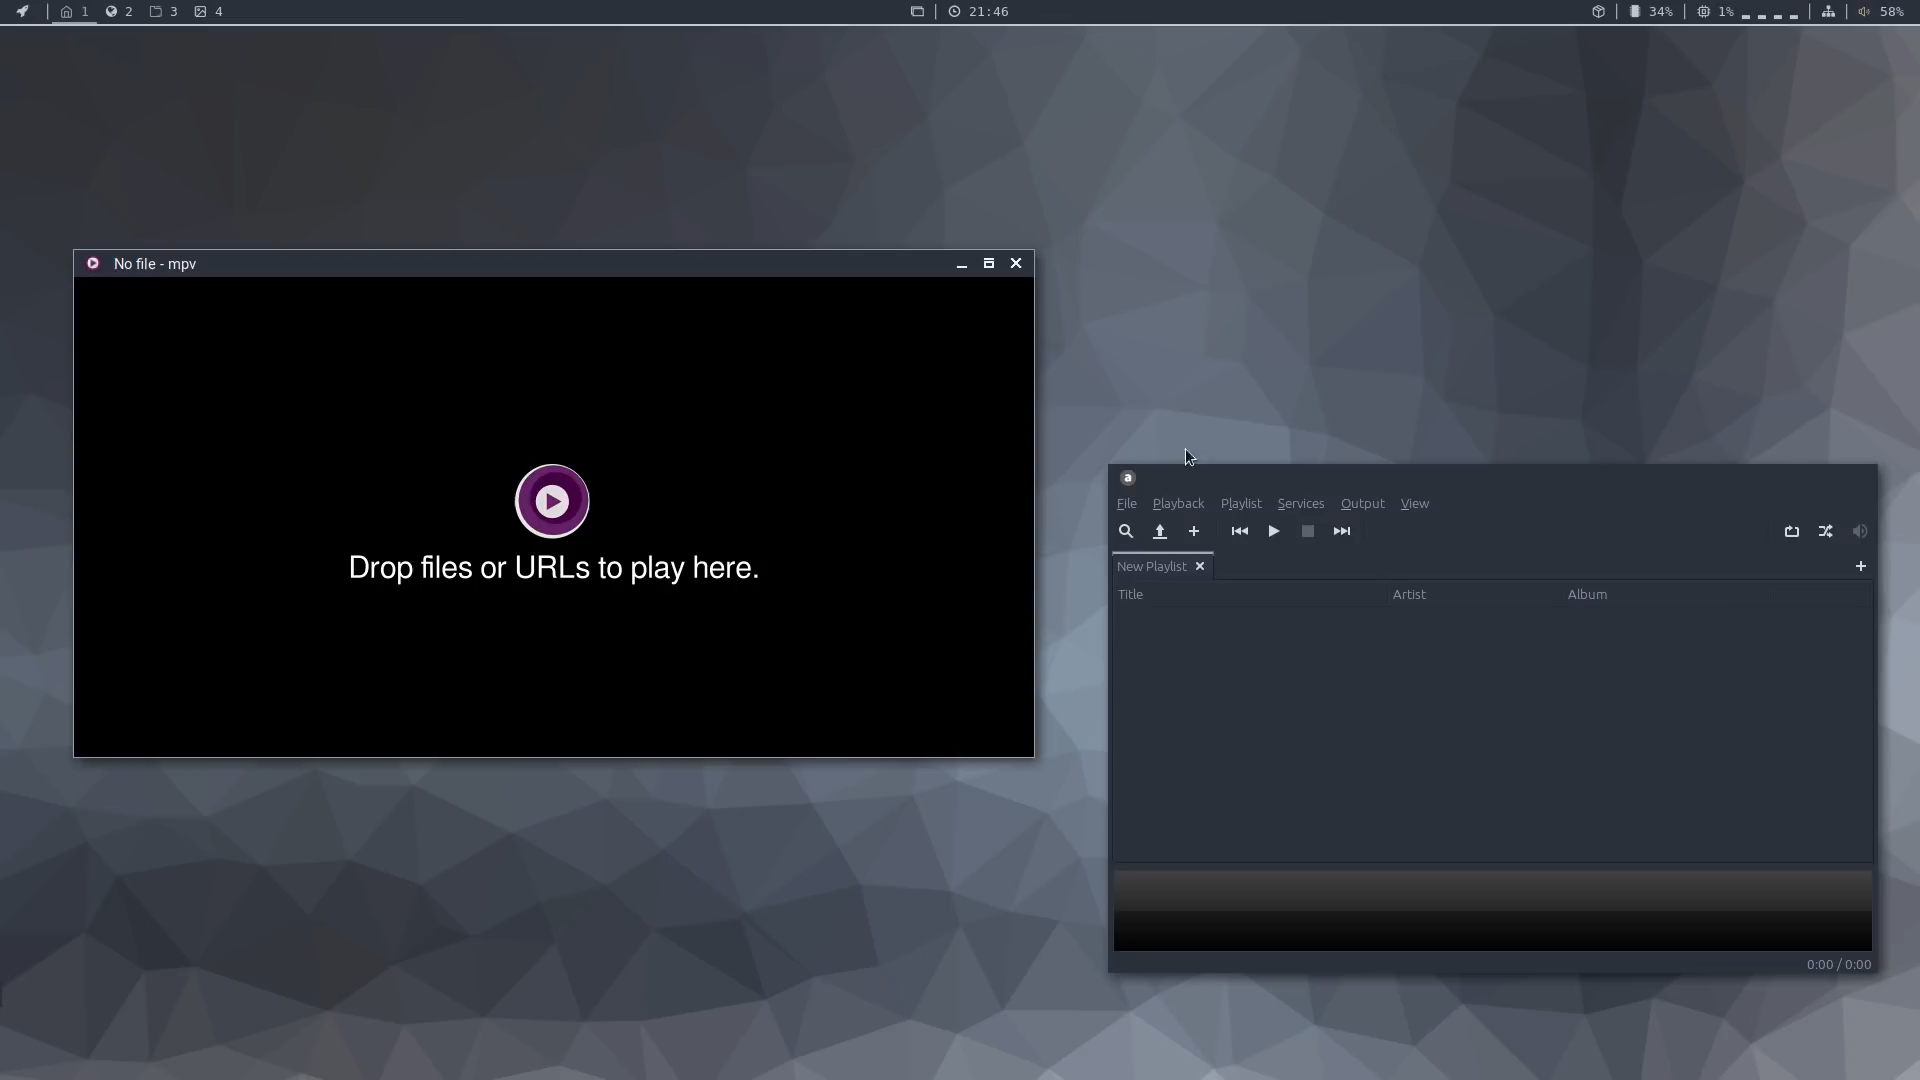 1 2 3 4 21:46 34% 1% 58%
No file - mpv
Drop files or URLs to play here.
a
File Playback Playlist Services Output View
New Playlist
Title Artist Album
0:00 / 0:00